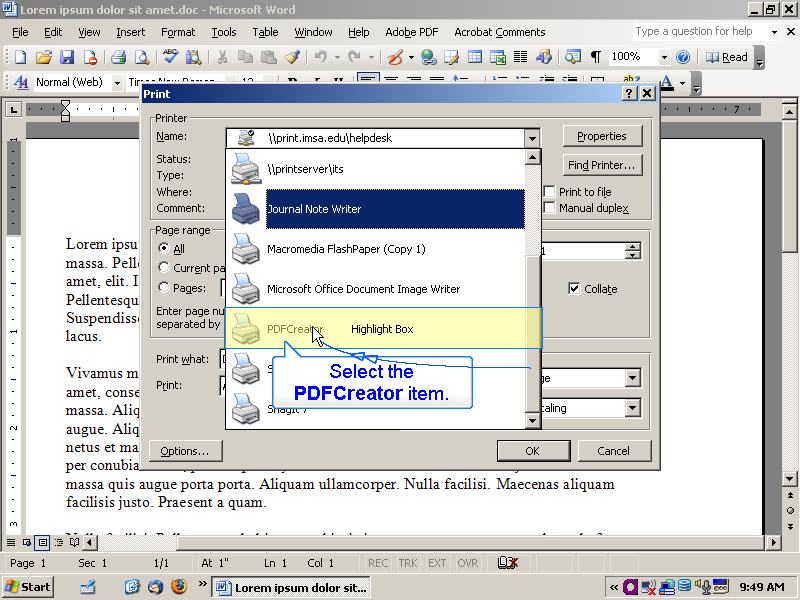 Lorem ipsum dolor sit amet.doc - Microsoft Word
File Edit View Insert Format Tools Table Window Help Adobe PDF Acrobat Comments Type a question for help
100% Read
Normal (Web) Times New Roman 12
Print
7
Printer
Name: \\print.imsa.edu\helpdesk Properties
Status: \\printserver\its Find Printer...
Type:
Where: Print to file
Comment: Journal Note Writer Manual duplex
Page range
All Macromedia FlashPaper (Copy 1) 1
Current pa
Pages: Microsoft Office Document Image Writer Collate
Enter page nu
separated by PDFCreator Highlight Box
Print what:
Select the
PDFCreator item.
Print: SnagIt 7 caling
Options... OK Cancel
Lorem ipsu
massa. Pelle
amet, elit. I
Pellentesqu
Suspendisse
lacus.
Vivamus m
amet, conse
massa. Aliq
augue. Aliq
netus et ma
per conubia
massa quis augue porta porta. Aliquam ullamcorper. Nulla facilisi. Maecenas aliquam
facilisis justo. Praesent a quam.
Page 1 Sec 1 1/1 At 1" Ln 1 Col 1 REC TRK EXT OVR
Start Lorem ipsum dolor sit... 9:49 AM